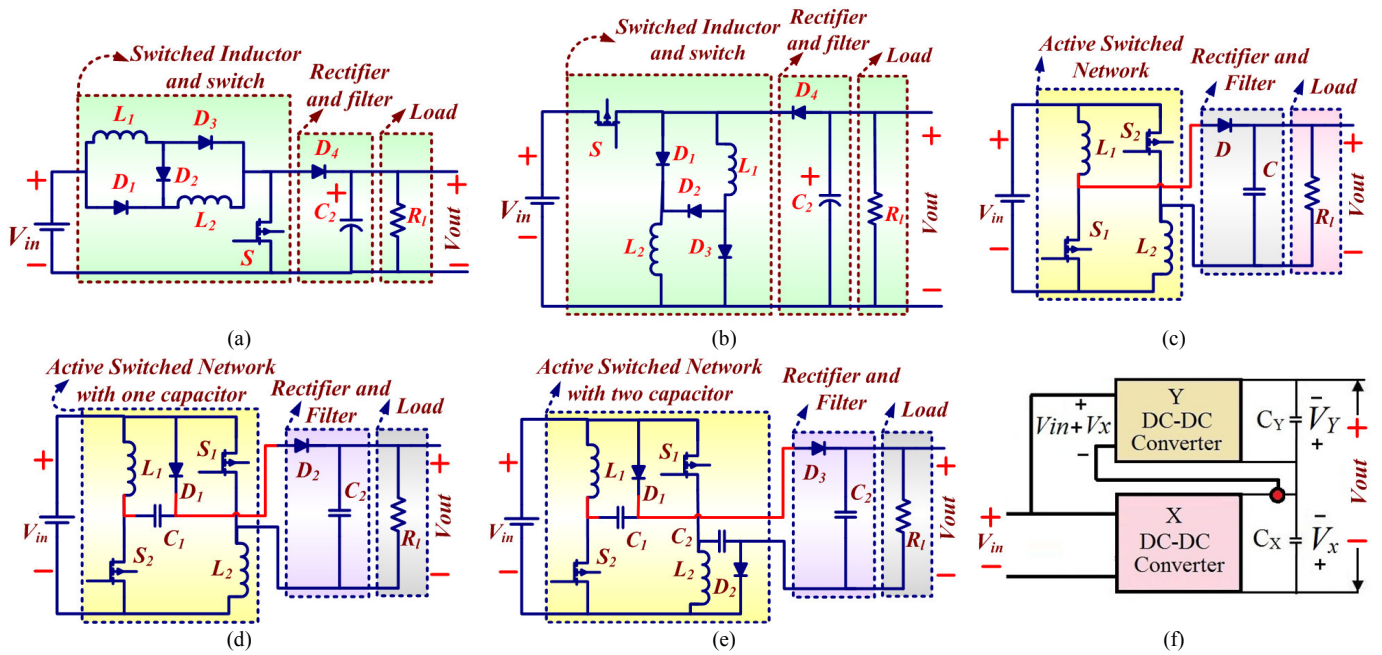 Switched Inductor
and switch
Rectifier
and filter
Load
L1
D3
D1
D2
L2
D4
+
+
C2
Rl
S
Vin
Vout
−
−
(a)
Switched Inductor
and switch
Rectifier
and filter
Load
D4
S
+
D1
L1
+
D2
+
C2
Vin
Rl
Vout
L2
D3
−
−
(b)
Active Switched
Network
Rectifier
and
Filter
Load
+
S2
L1
D
+
C
Vin
Rl
Vout
S1
L2
−
−
(c)
Active Switched Network
with one capacitor
Rectifier and
Filter
Load
+
S1
L1
D1
D2
+
C1
C2
Vin
S2
Rl
Vout
L2
−
−
(d)
Active Switched Network
with two capacitor
Rectifier and
Filter
Load
+
S1
L1
D1
D3
+
C1
C2
C2
Vin
S2
L2
D2
Rl
Vout
−
−
(e)
Y
DC-DC
Converter
+
Vin+Vx
−
CY
−
VY
+
+
Vout
X
DC-DC
Converter
+
Vin
−
CX
−
Vx
+
−
(f)